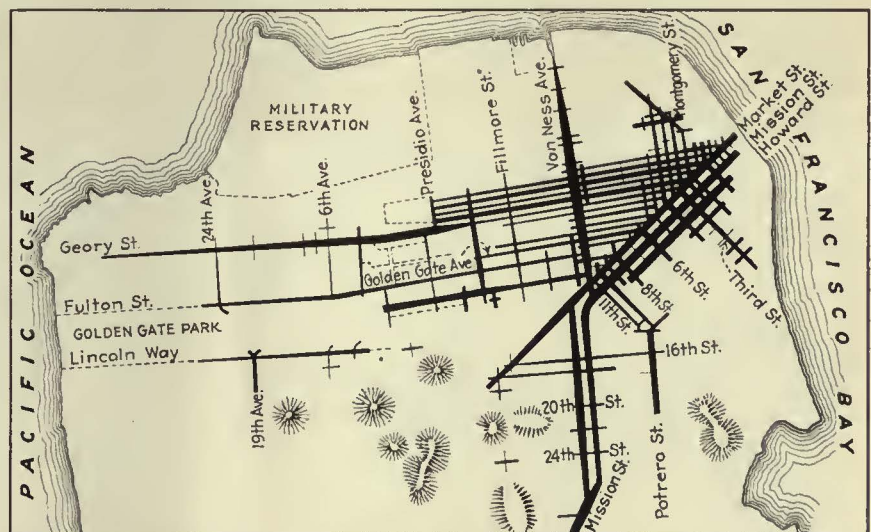 PACIFIC OCEAN
SAN FRANCISCO BAY
MILITARY
RESERVATION
24th Ave.
6th Ave.
Presidio Ave.
Fillmore St.
Van Ness Ave.
Montgomery St.
Market St.
Mission St.
Howard St.
Geary St.
Golden Gate Ave
Fulton St.
GOLDEN GATE PARK
Lincoln Way
19th Ave.
11th St.
8th St.
6th St.
Third St.
16th St.
20th St.
24th St.
Mission St.
Potrero St.